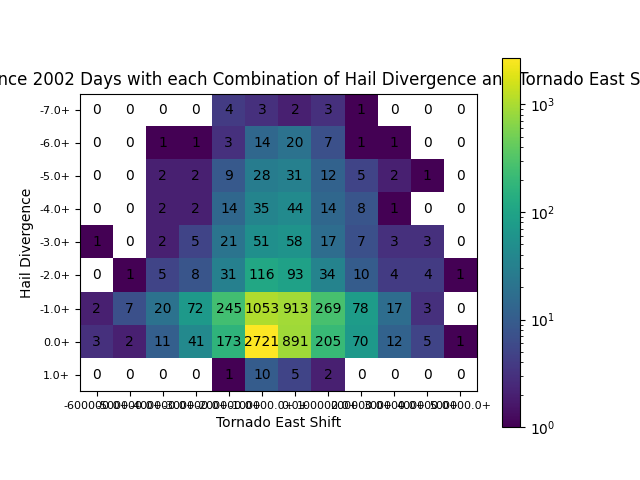 nce 2002 Days with each Combination of Hail Divergence and Tornado East S
-7.0+ 0 0 0 0 4 3 2 3 1 0 0 0
-6.0+ 0 0 1 1 3 14 20 7 1 1 0 0
-5.0+ 0 0 2 2 9 28 31 12 5 2 1 0
-4.0+ 0 0 2 2 14 35 44 14 8 1 0 0
-3.0+ 1 0 2 5 21 51 58 17 7 3 3 0
-2.0+ 0 1 5 8 31 116 93 34 10 4 4 1
-1.0+ 2 7 20 72 245 1053 913 269 78 17 3 0
0.0+ 3 2 11 41 173 2721 891 205 70 12 5 1
1.0+ 0 0 0 0 1 10 5 2 0 0 0 0
Hail Divergence
Tornado East Shift
10³
10²
10¹
10⁰